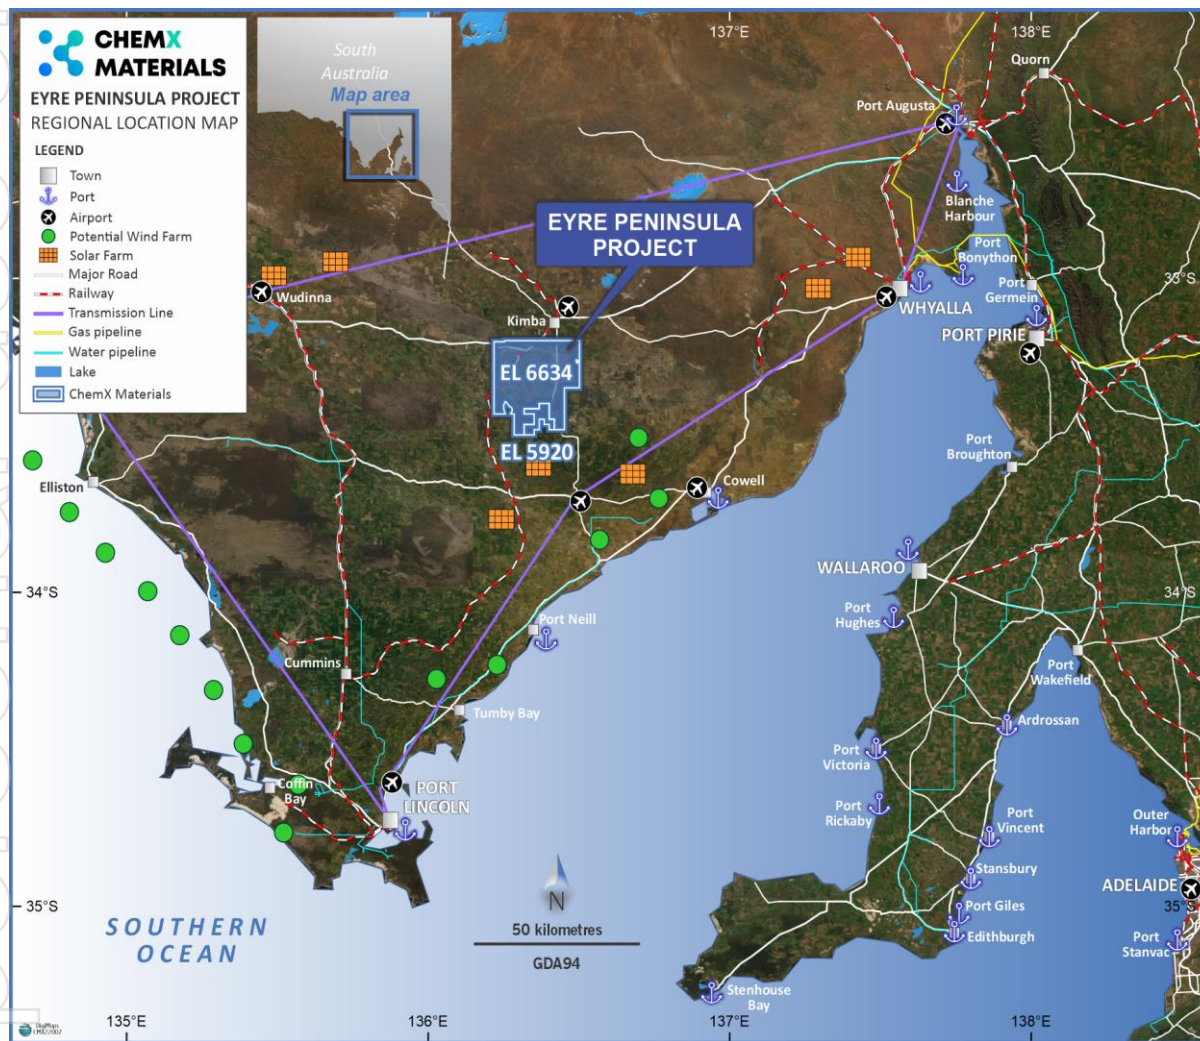 CHEMX
MATERIALS
EYRE PENINSULA PROJECT
REGIONAL LOCATION MAP
LEGEND
Town
Port
Airport
Potential Wind Farm
Solar Farm
Major Road
Railway
Transmission Line
Gas pipeline
Water pipeline
Lake
ChemX Materials
South
Australia
Map area
137°E
138°E
Quorn
Port Augusta
Blanche
Harbour
EYRE PENINSULA
PROJECT
Port
Bonython
33°S
Wudinna
Port
Germein
WHYALLA
Kimba
PORT PIRIE
EL 6634
EL 5920
Port
Broughton
Elliston
Cowell
WALLAROO
34°S
34°S
Port
Hughes
Port Neill
Cummins
Port
Wakefield
Tumby Bay
Ardrossan
Port
Victoria
Coffin
Bay
PORT
LINCOLN
Port
Rickaby
Port
Vincent
Outer
Harbor
Stansbury
ADELAIDE
35°S
35°S
Port Giles
Edithburgh
SOUTHERN
OCEAN
N
50 kilometres
GDA94
Port
Stanvac
Stenhouse
Bay
135°E
136°E
137°E
138°E
DigiMaps